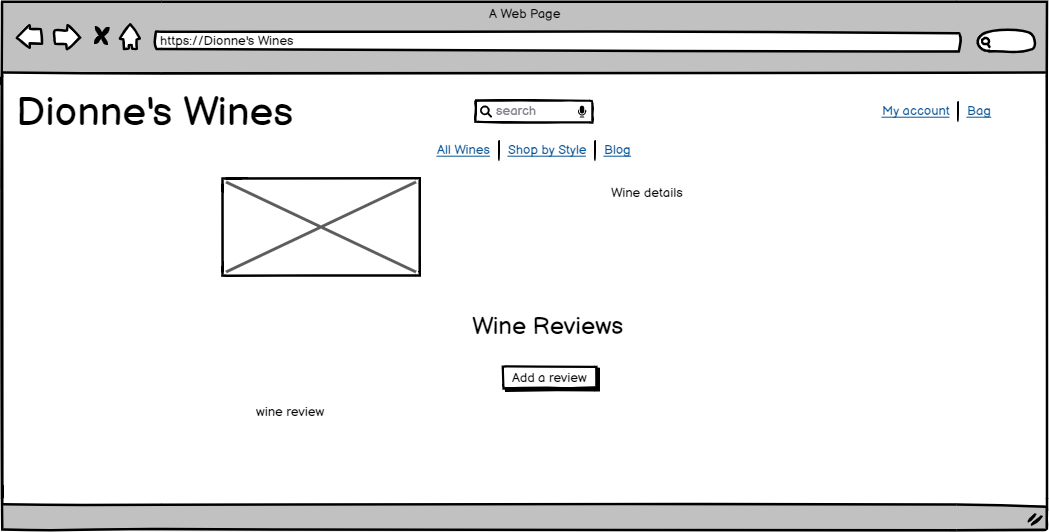 A Web Page
https://Dionne's Wines
Dionne's Wines
search
My account
Bag
All Wines
Shop by Style
Blog
Wine details
Wine Reviews
Add a review
wine review